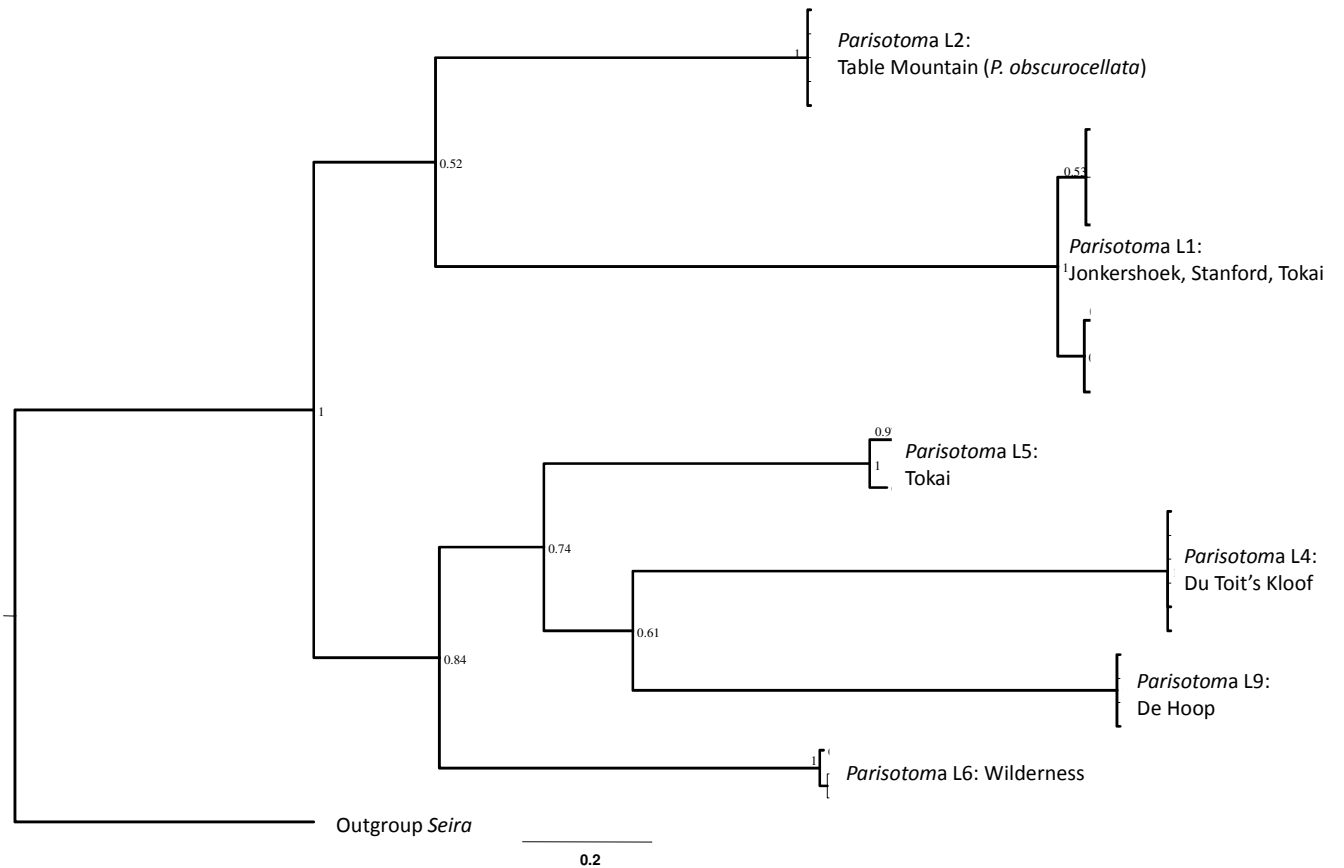 Parisotoma L2:
1
Table Mountain (P. obscurocellata)
0.52
0.53
Parisotoma L1:
1
Jonkershoek, Stanford, Tokai
1
0.9
Parisotoma L5:
1
Tokai
0.74
Parisotoma L4:
Du Toit's Kloof
0.61
0.84
Parisotoma L9:
De Hoop
1
Parisotoma L6: Wilderness
Outgroup Seira
0.2